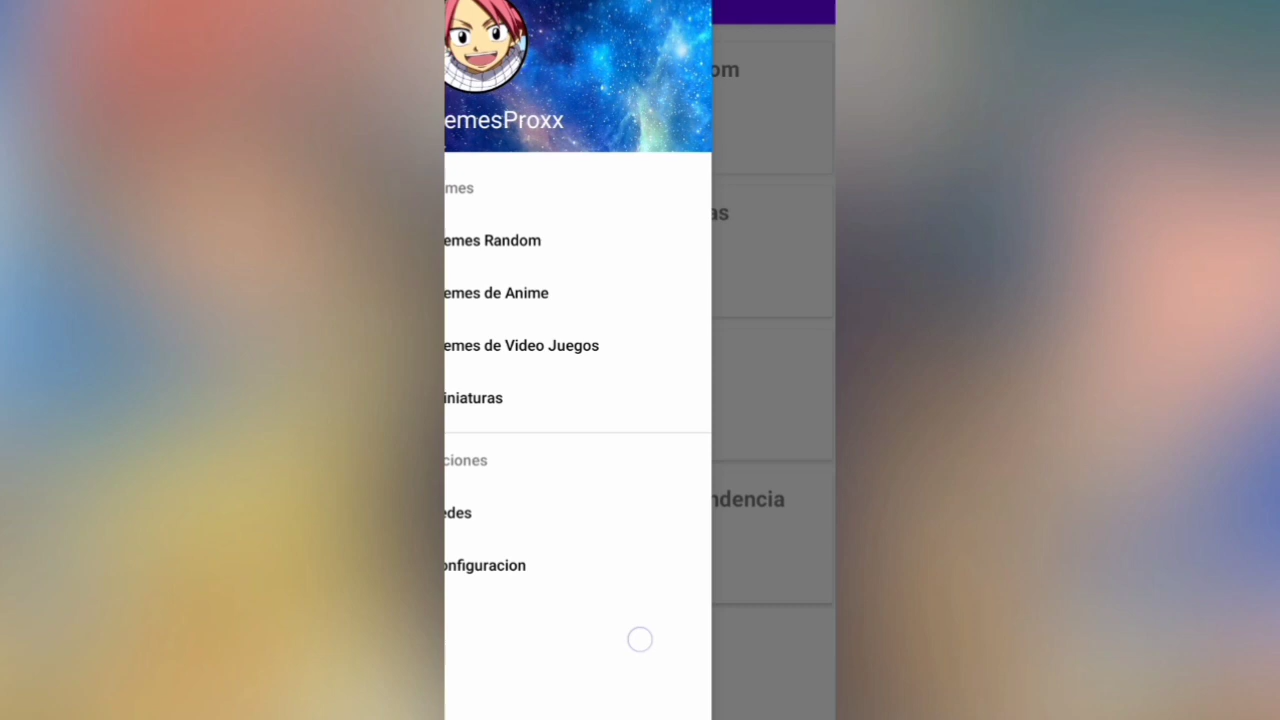 emesProxx
mes
emes Random
emes de Anime
emes de Video Juegos
iniaturas
ciones
edes
onfiguracion
om
as
ndencia